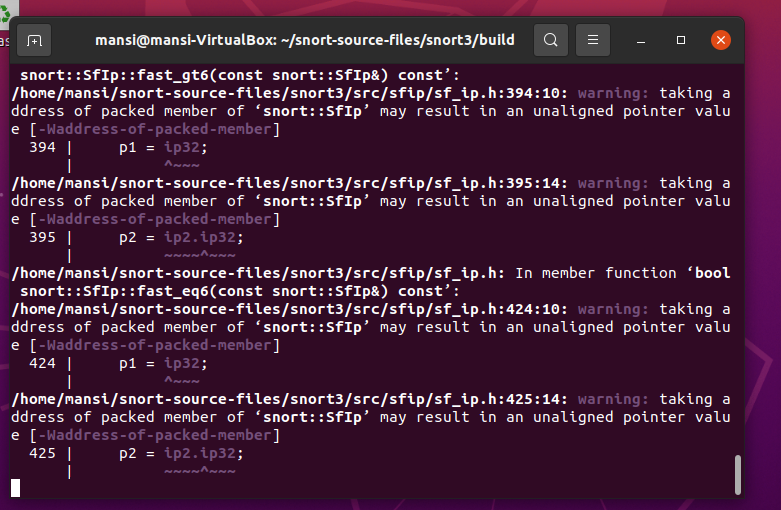 mansi@mansi-VirtualBox: ~/snort-source-files/snort3/build
snort::SfIp::fast_gt6(const snort::SfIp&) const’:
/home/mansi/snort-source-files/snort3/src/sfip/sf_ip.h:394:10: warning: taking a
ddress of packed member of ‘snort::SfIp’ may result in an unaligned pointer valu
e [-Waddress-of-packed-member]
394 |     p1 = ip32;
|          ^~~~
/home/mansi/snort-source-files/snort3/src/sfip/sf_ip.h:395:14: warning: taking a
ddress of packed member of ‘snort::SfIp’ may result in an unaligned pointer valu
e [-Waddress-of-packed-member]
395 |     p2 = ip2.ip32;
|          ~~~~^~~~
/home/mansi/snort-source-files/snort3/src/sfip/sf_ip.h: In member function ‘bool
snort::SfIp::fast_eq6(const snort::SfIp&) const’:
/home/mansi/snort-source-files/snort3/src/sfip/sf_ip.h:424:10: warning: taking a
ddress of packed member of ‘snort::SfIp’ may result in an unaligned pointer valu
e [-Waddress-of-packed-member]
424 |     p1 = ip32;
|          ^~~~
/home/mansi/snort-source-files/snort3/src/sfip/sf_ip.h:425:14: warning: taking a
ddress of packed member of ‘snort::SfIp’ may result in an unaligned pointer valu
e [-Waddress-of-packed-member]
425 |     p2 = ip2.ip32;
|          ~~~~^~~~